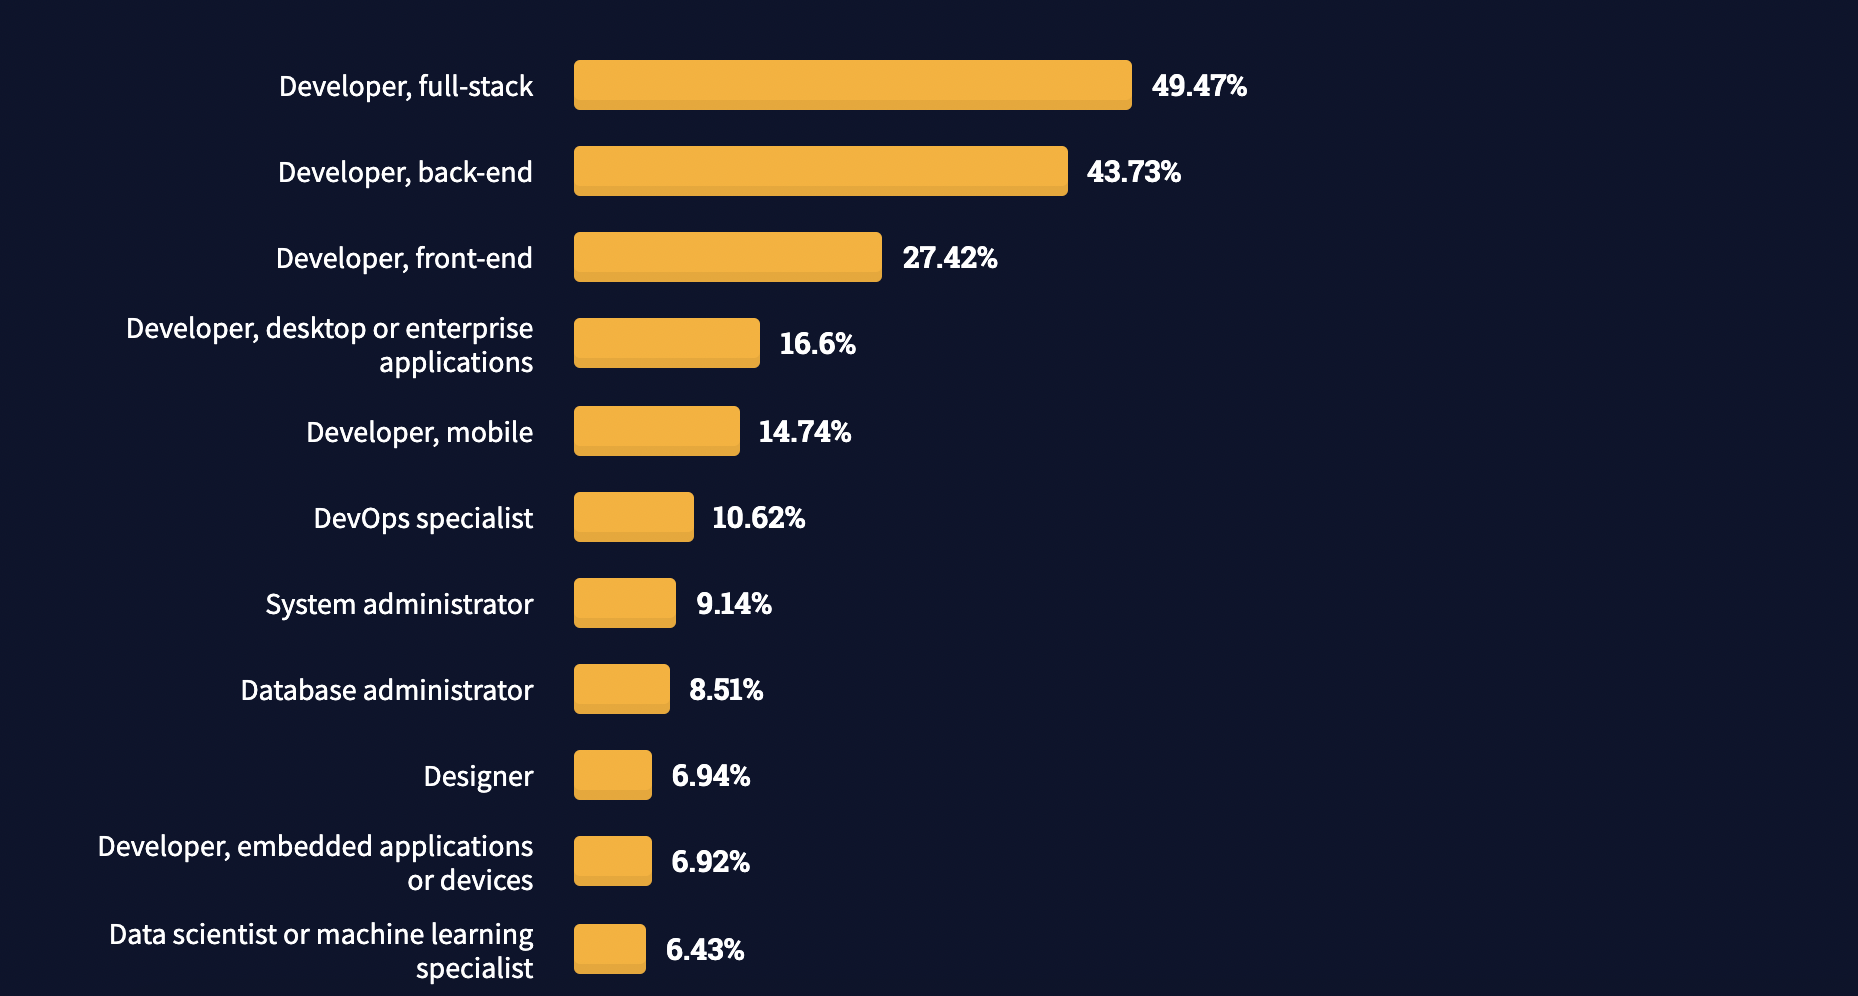 Developer, full-stack 49.47%
Developer, back-end 43.73%
Developer, front-end 27.42%
Developer, desktop or enterprise
applications 16.6%
Developer, mobile 14.74%
DevOps specialist 10.62%
System administrator 9.14%
Database administrator 8.51%
Designer 6.94%
Developer, embedded applications
or devices 6.92%
Data scientist or machine learning
specialist 6.43%